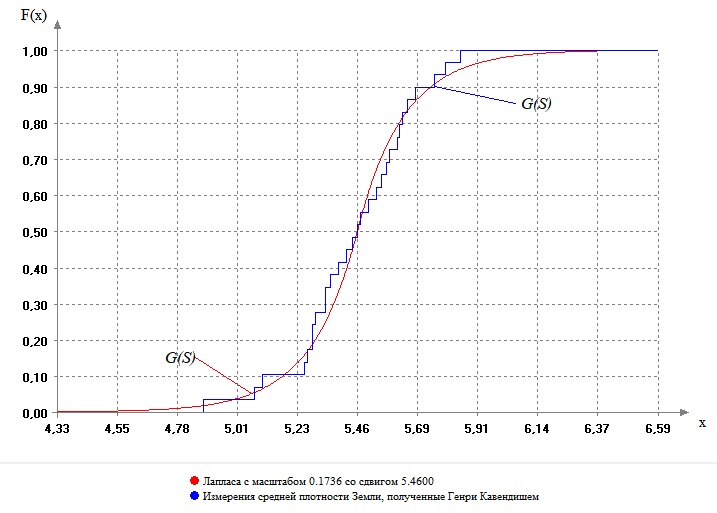 F(x)
1,00
0,90
0,80
0,70
0,60
0,50
0,40
0,30
0,20
0,10
0,00
G(S)
G(S)
4,33 4,55 4,78 5,01 5,23 5,46 5,69 5,91 6,14 6,37 6,59
x
Лапласа с масштабом 0.1736 со сдвигом 5.4600
Измерения средней плотности Земли, полученные Генри Кавендишем